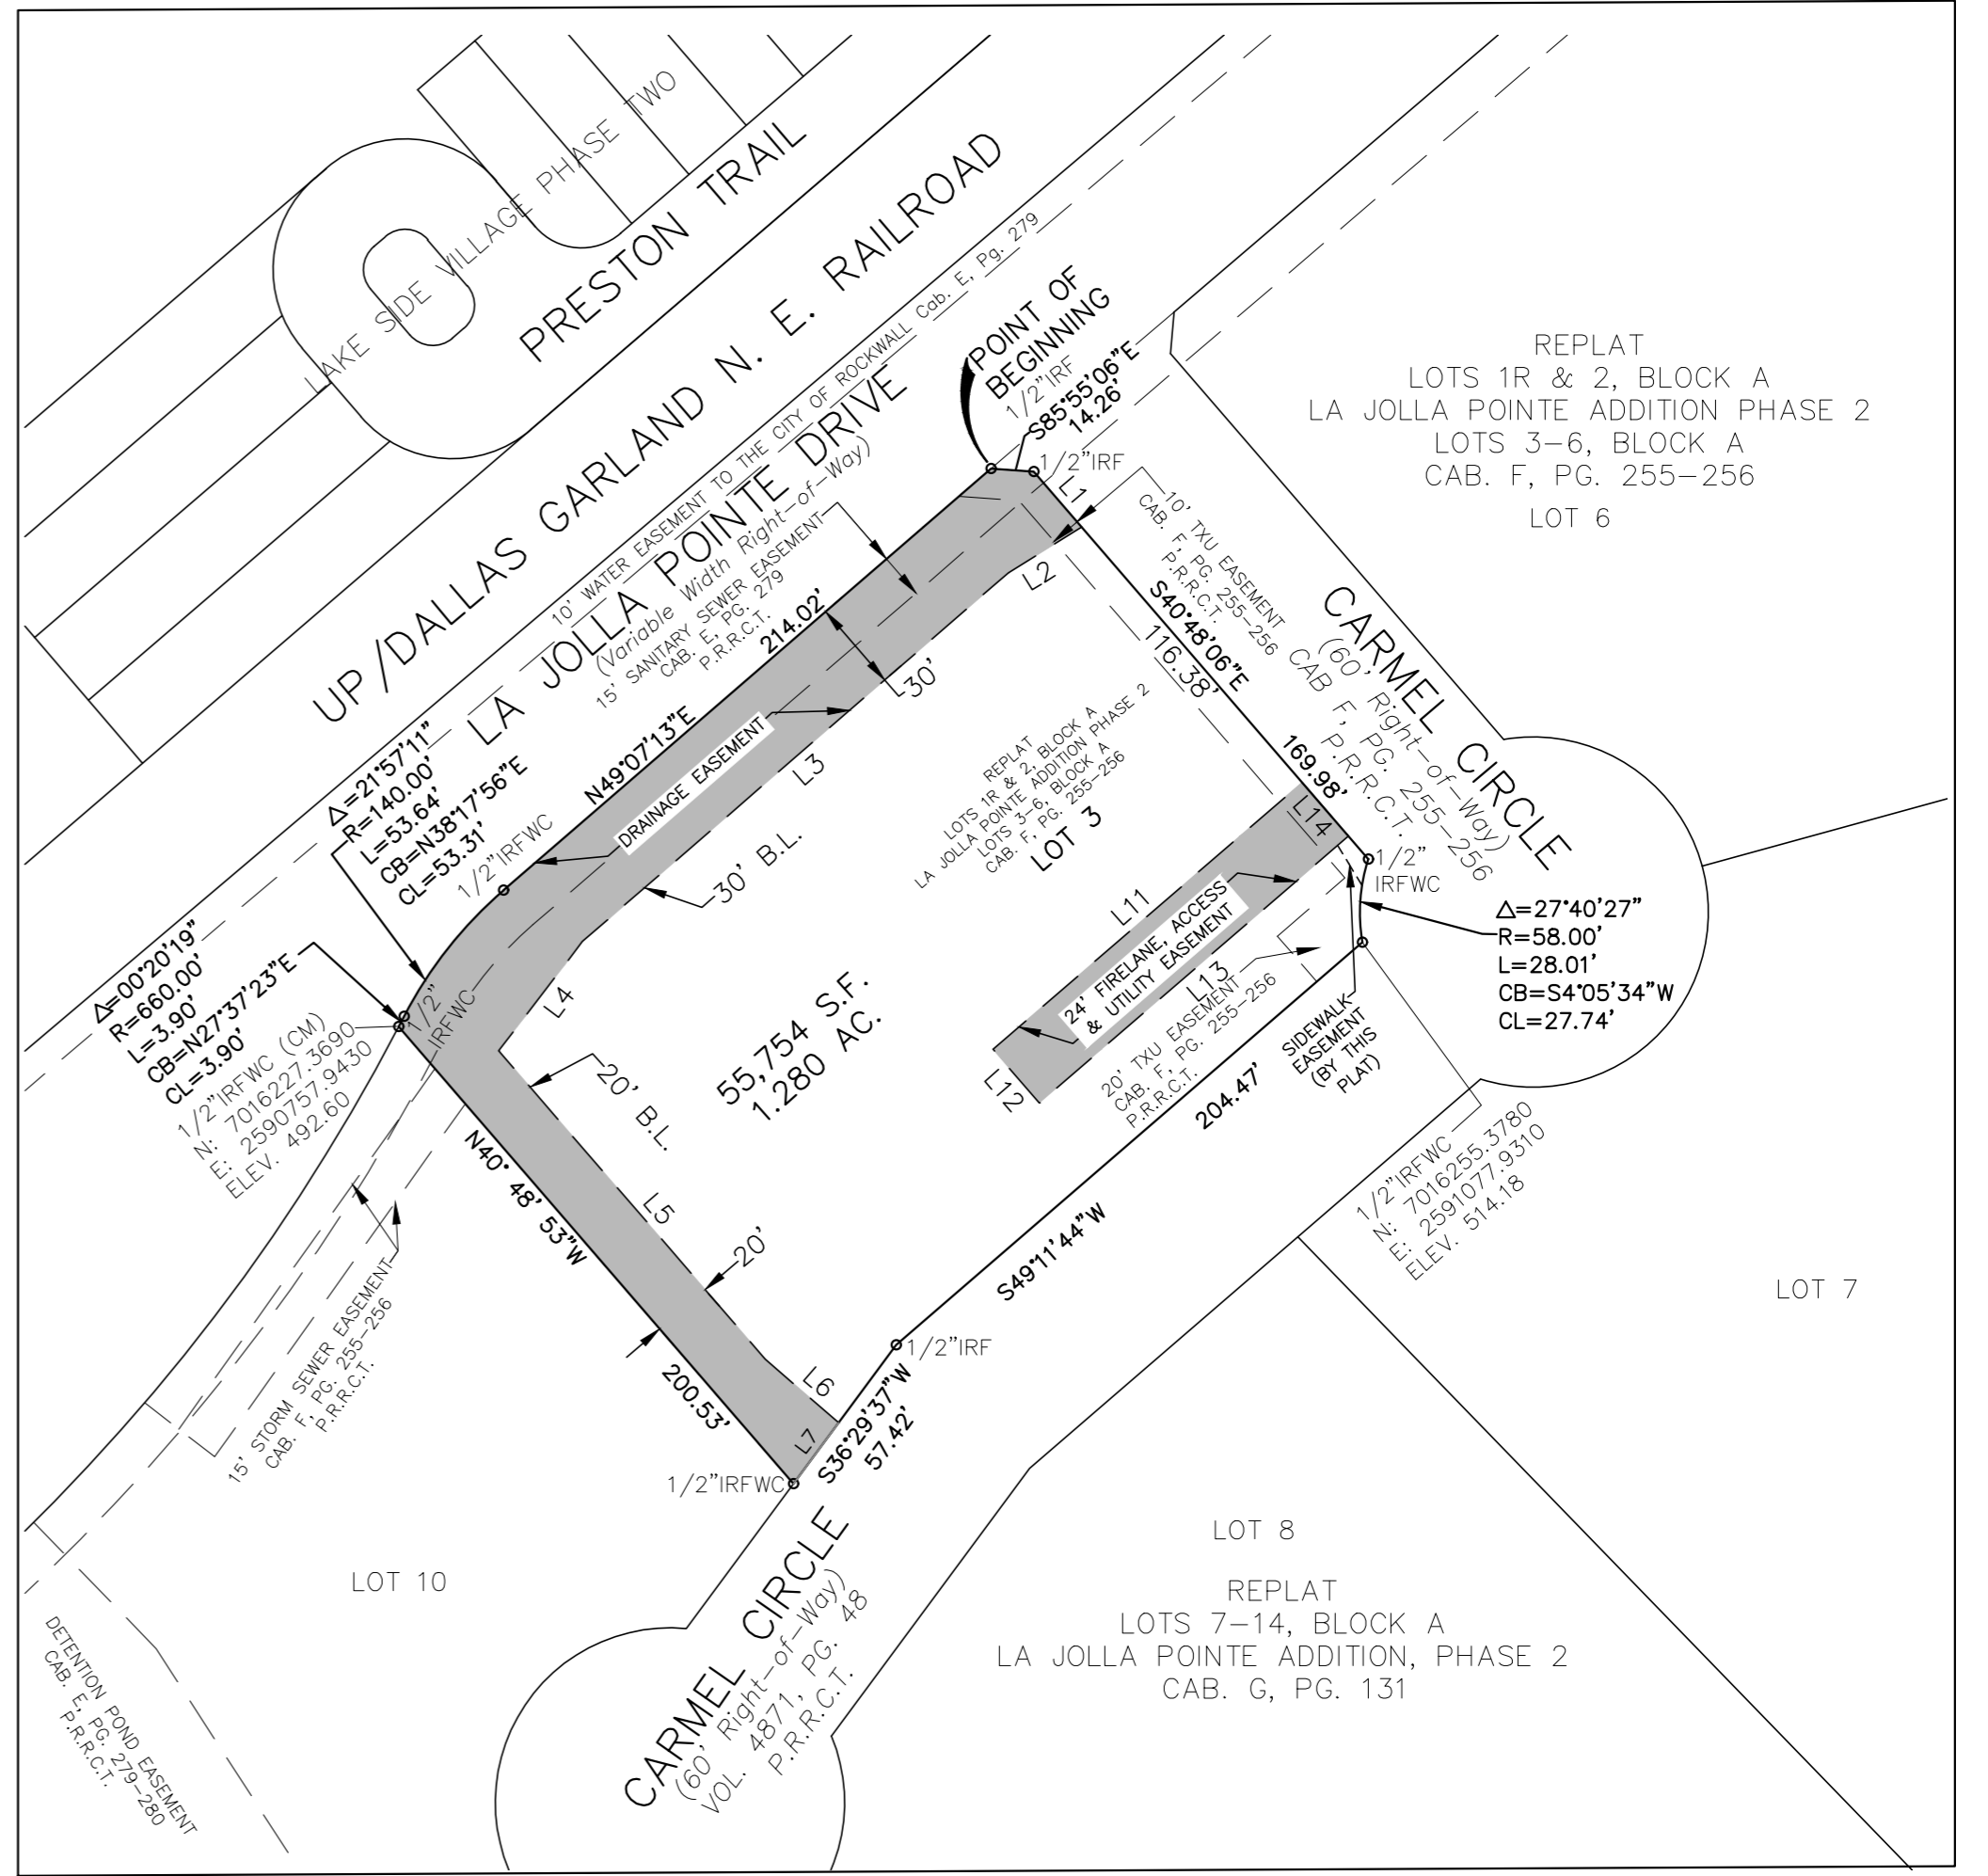 LAKE SIDE VILLAGE PHASE TWO
PRESTON TRAIL
UP/DALLAS GARLAND N. E. RAILROAD
10' WATER EASEMENT TO THE CITY OF ROCKWALL Cab. E, Pg. 279
LA JOLLA POINTE DRIVE
(Variable Width Right-of-Way)
15' SANITARY SEWER EASEMENT
CAB. E, PG. 279
P.R.R.C.T.
POINT OF
BEGINNING
1/2"IRF
S85°55'06"E
14.26'
1/2"IRF
L1
L2
10' TXU EASEMENT
CAB. F, PG. 255-256
P.R.R.C.T.
REPLAT
LOTS 1R & 2, BLOCK A
LA JOLLA POINTE ADDITION PHASE 2
LOTS 3-6, BLOCK A
CAB. F, PG. 255-256
LOT 6
CARMEL CIRCLE
(60' Right-of-Way)
CAB F, PG. 255-256
P.R.R.C.T.
S40°48'06"E
116.38'
169.98'
214.02'
N49°07'13"E
30'
DRAINAGE EASEMENT
L3
30' B.L.
Δ=21°57'11"
R=140.00'
L=53.64'
CB=N38°17'56"E
CL=53.31'
1/2"IRFWC
REPLAT
LOTS 1R & 2, BLOCK A
LA JOLLA POINTE ADDITION PHASE 2
LOTS 3-6, BLOCK A
CAB. F, PG. 255-256
LOT 3
L14
1/2"
IRFWC
Δ=27°40'27"
R=58.00'
L=28.01'
CB=S4°05'34"W
CL=27.74'
L11
24' FIRELANE, ACCESS
& UTILITY EASEMENT
L13
L12
20' TXU EASEMENT
CAB. F, PG. 255-256
P.R.R.C.T.
SIDEWALK
EASEMENT
(BY THIS
PLAT)
204.47'
S49°11'44"W
Δ=00°20'19"
R=660.00'
L=3.90'
CB=N27°37'23"E
CL=3.90'
1/2"IRFWC (CM)
N: 7016227.3690
E: 2590757.9430
ELEV. 492.60
1/2"
IRFWC
L4
55,754 S.F.
1.280 AC.
20' B.L.
L5
20'
N40° 48' 53"W
200.53'
1/2"IRFWC
N: 7016255.3780
E: 2591077.9310
ELEV. 514.18
LOT 7
15' STORM SEWER EASEMENT
CAB. F, PG. 255-256
P.R.R.C.T.
1/2"IRF
L6
L7
S36°29'37"W
57.42'
1/2"IRFWC
LOT 10
CARMEL CIRCLE
(60' Right-of-Way)
VOL. 4871, PG. 48
P.R.R.C.T.
LOT 8
REPLAT
LOTS 7-14, BLOCK A
LA JOLLA POINTE ADDITION, PHASE 2
CAB. G, PG. 131
DETENTION POND EASEMENT
CAB. E, PG. 279-280
P.R.R.C.T.